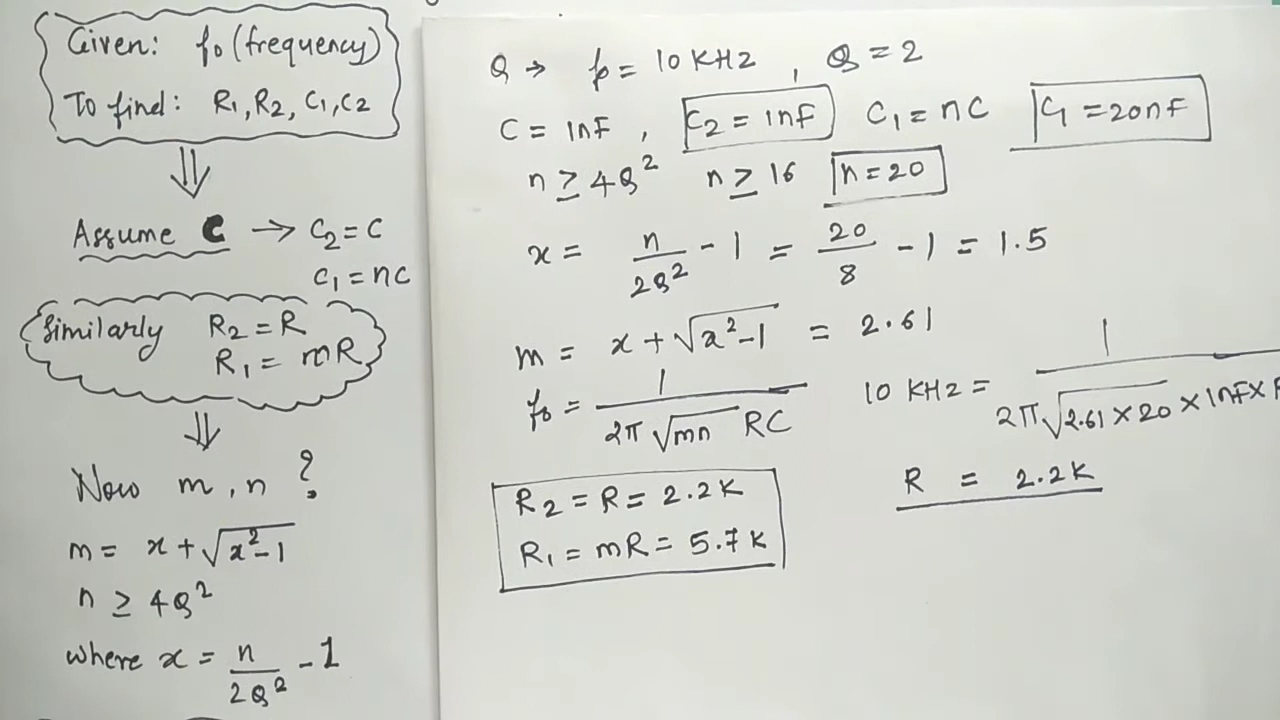 Given: f₀ (frequency)
To find: R₁, R₂, C₁, C₂
⇓
Assume C → C₂ = C
C₁ = nC
Similarly R₂ = R
R₁ = mR
⇓
Now m, n ?
m = x + √(x² - 1)
n ≥ 4Q²
where x = n/2Q² - 1
Q → f₀ = 10 KHz , Q = 2
C = 1nF , C₂ = 1nF C₁ = nC C₁ = 20nF
n ≥ 4Q² n ≥ 16 n = 20
x = n/2Q² - 1 = 20/8 - 1 = 1.5
m = x + √(x² - 1) = 2.61
f₀ = 1/2π √mn RC 10 KHz = 1/2π √(2.61 × 20) × 1nF × R
R = 2.2K
R₂ = R = 2.2K
R₁ = mR = 5.7K